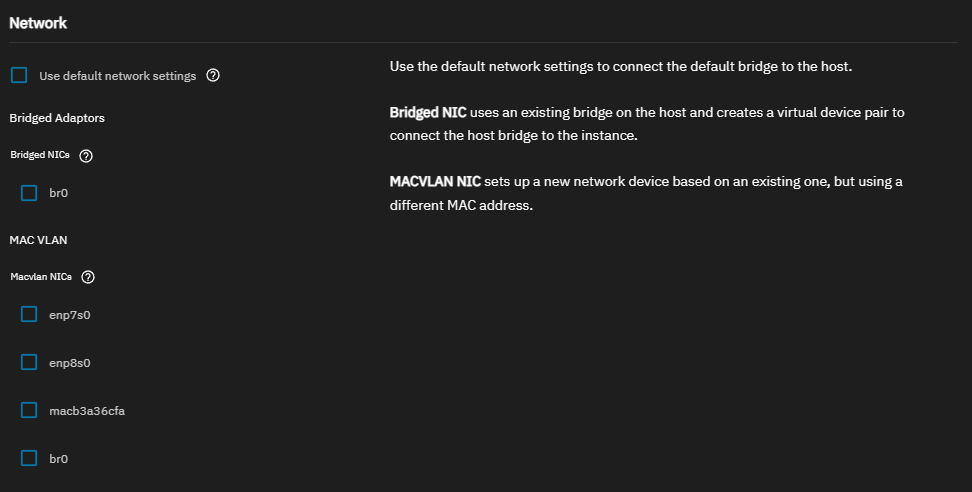 Network
Use default network settings
Use the default network settings to connect the default bridge to the host.
Bridged Adaptors
Bridged NIC uses an existing bridge on the host and creates a virtual device pair to
connect the host bridge to the instance.
Bridged NICs
br0
MACVLAN NIC sets up a new network device based on an existing one, but using a
different MAC address.
MAC VLAN
Macvlan NICs
enp7s0
enp8s0
macb3a36cfa
br0